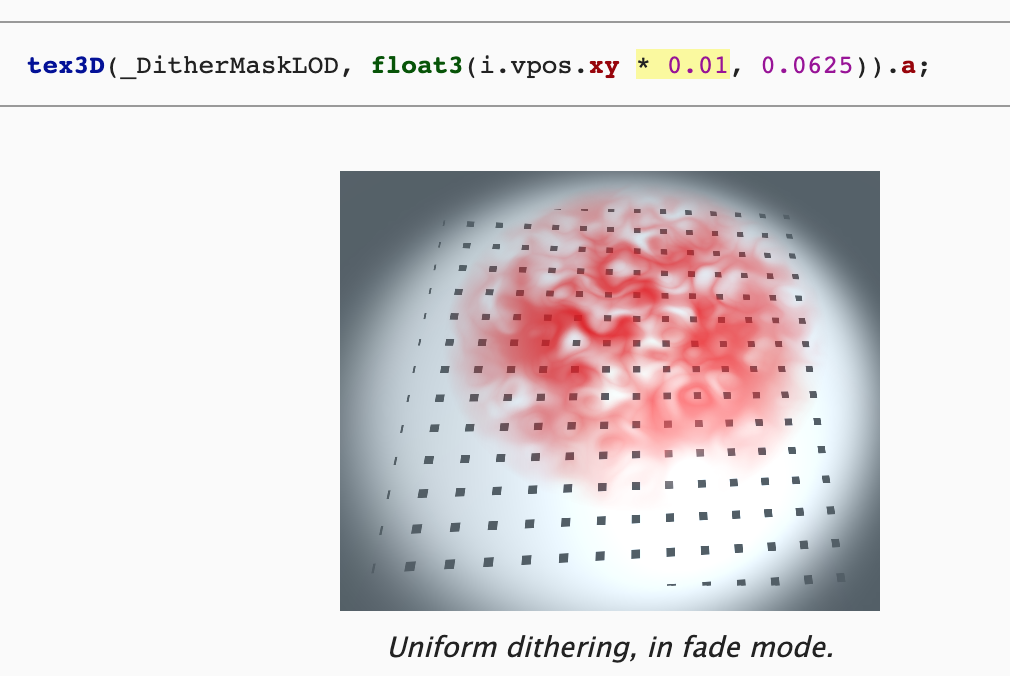 tex3D(_DitherMaskLOD, float3(i.vpos.xy * 0.01, 0.0625)).a;
Uniform dithering, in fade mode.